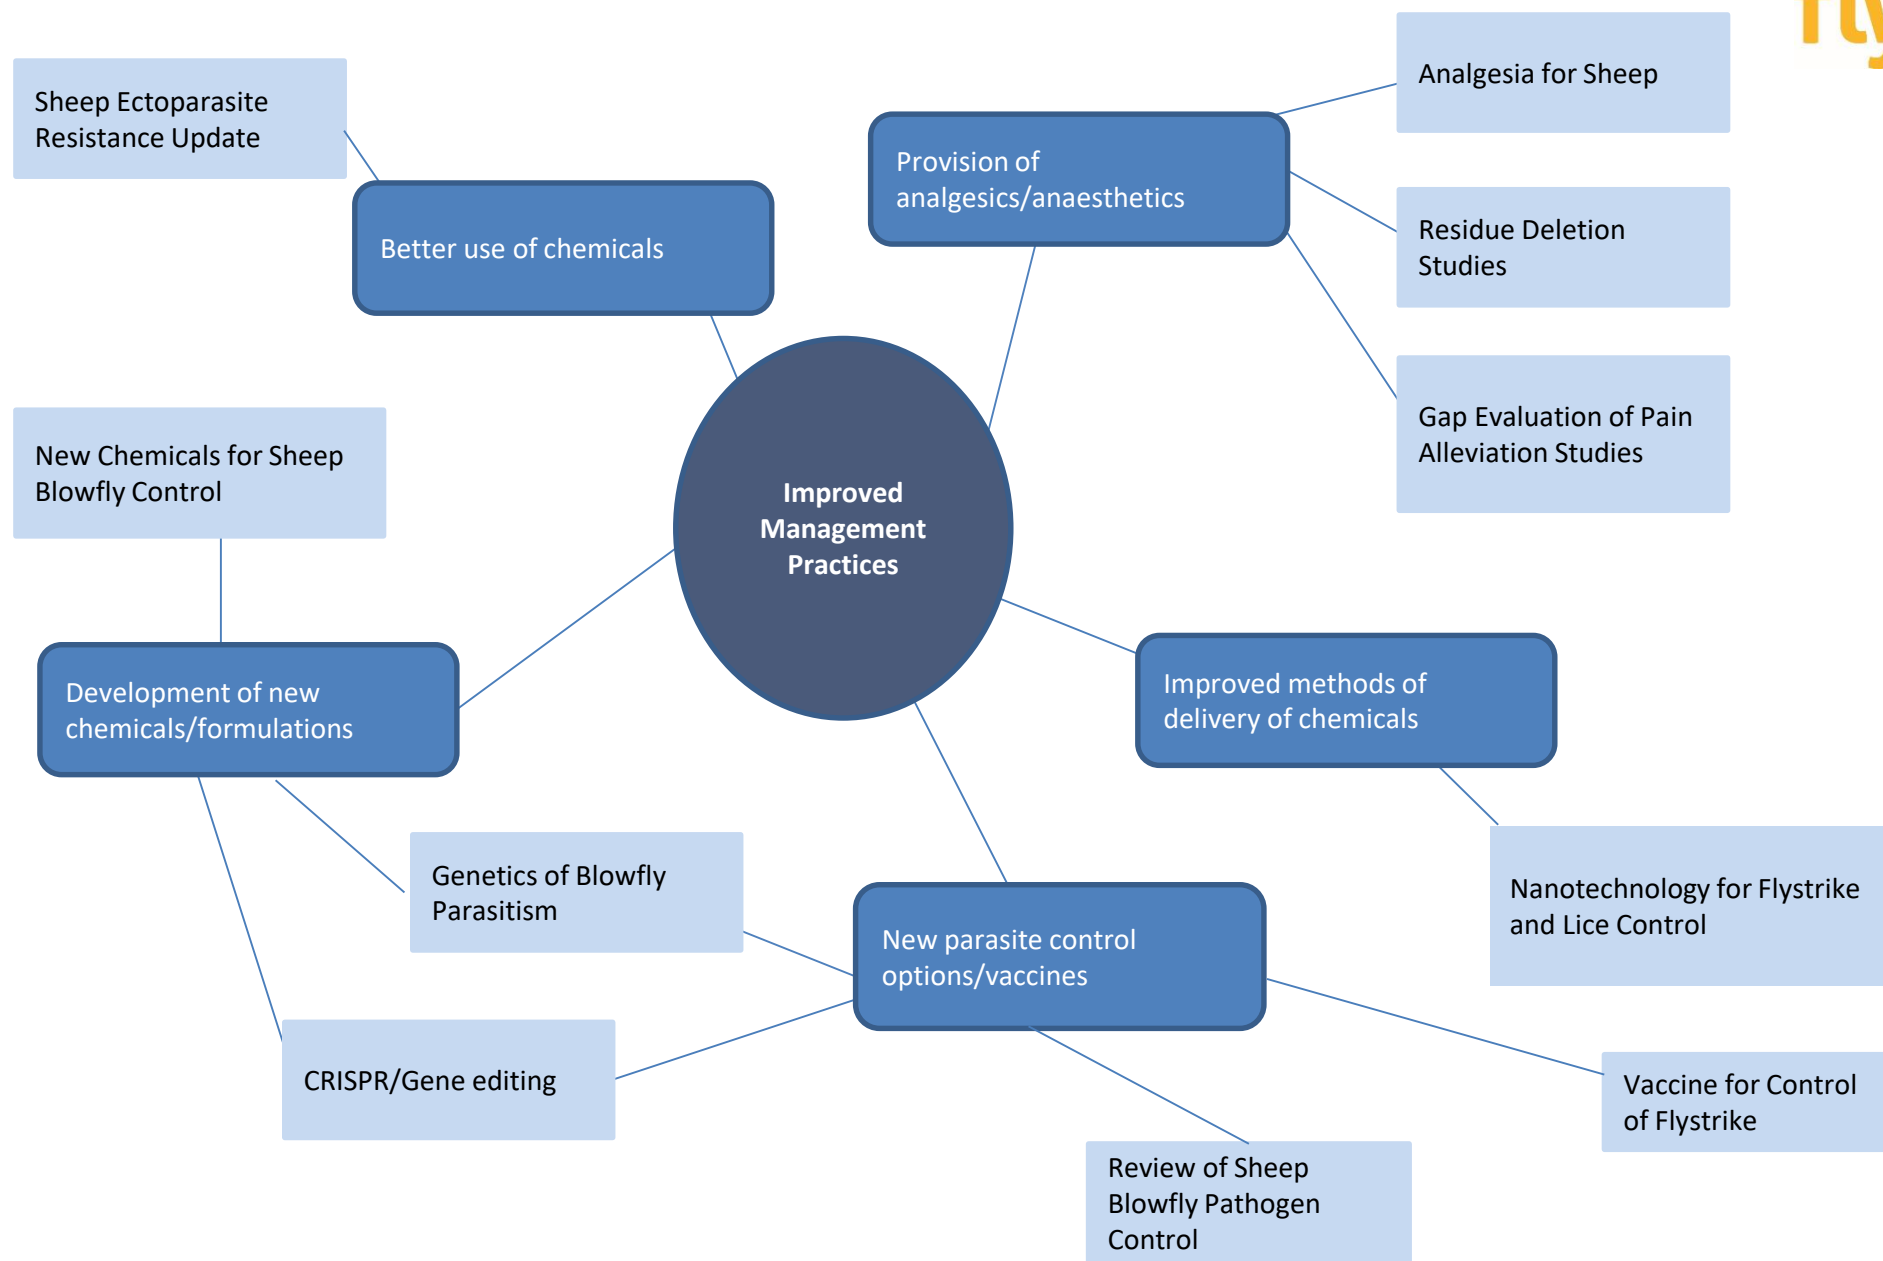 Sheep Ectoparasite
Resistance Update
Better use of chemicals
Provision of
analgesics/anaesthetics
Analgesia for Sheep
Residue Deletion
Studies
Gap Evaluation of Pain
Alleviation Studies
New Chemicals for Sheep
Blowfly Control
Improved
Management
Practices
Development of new
chemicals/formulations
Improved methods of
delivery of chemicals
Genetics of Blowfly
Parasitism
New parasite control
options/vaccines
Nanotechnology for Flystrike
and Lice Control
CRISPR/Gene editing
Vaccine for Control
of Flystrike
Review of Sheep
Blowfly Pathogen
Control